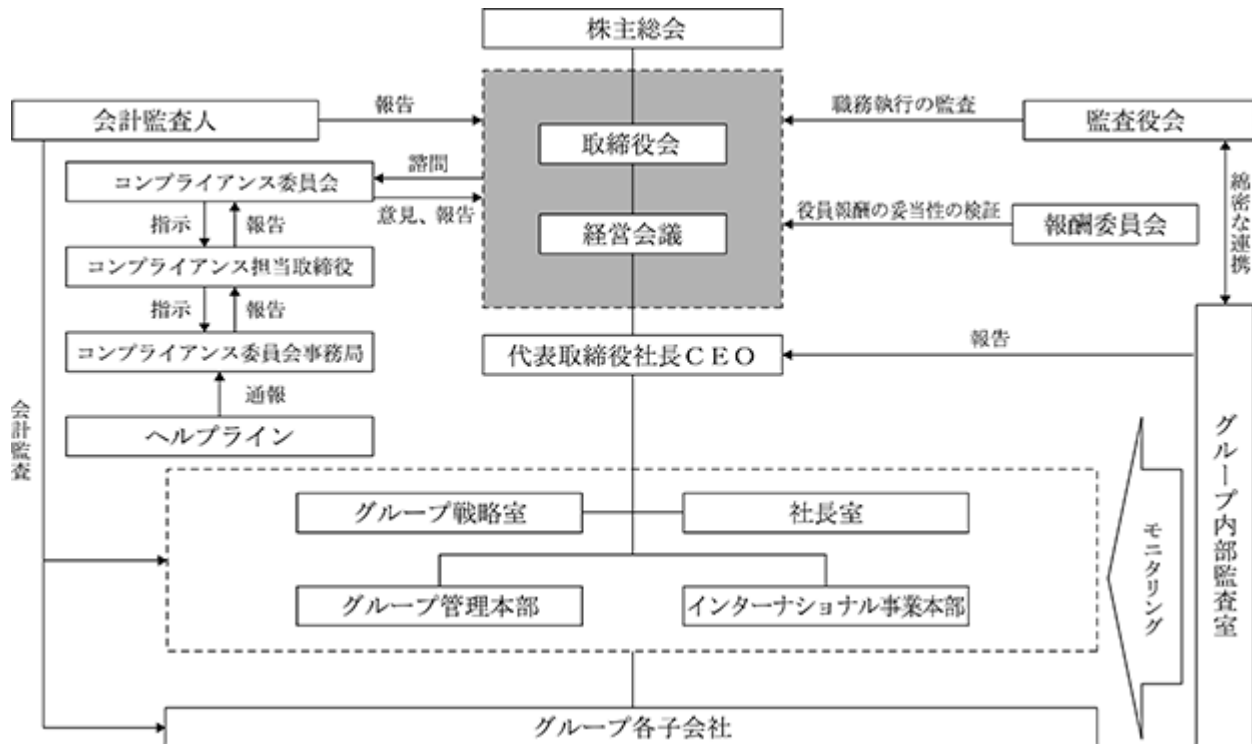 株主総会
会計監査人
報告
職務執行の監査
監査役会
取締役会
コンプライアンス委員会
諮問
意見、報告
綿密な連携
指示
報告
経営会議
役員報酬の妥当性の検証
報酬委員会
コンプライアンス担当取締役
指示
報告
コンプライアンス委員会事務局
代表取締役社長CEO
報告
通報
ヘルプライン
会計監査
グループ戦略室
社長室
グループ管理本部
インターナショナル事業本部
モニタリング
グループ内部監査室
グループ各子会社